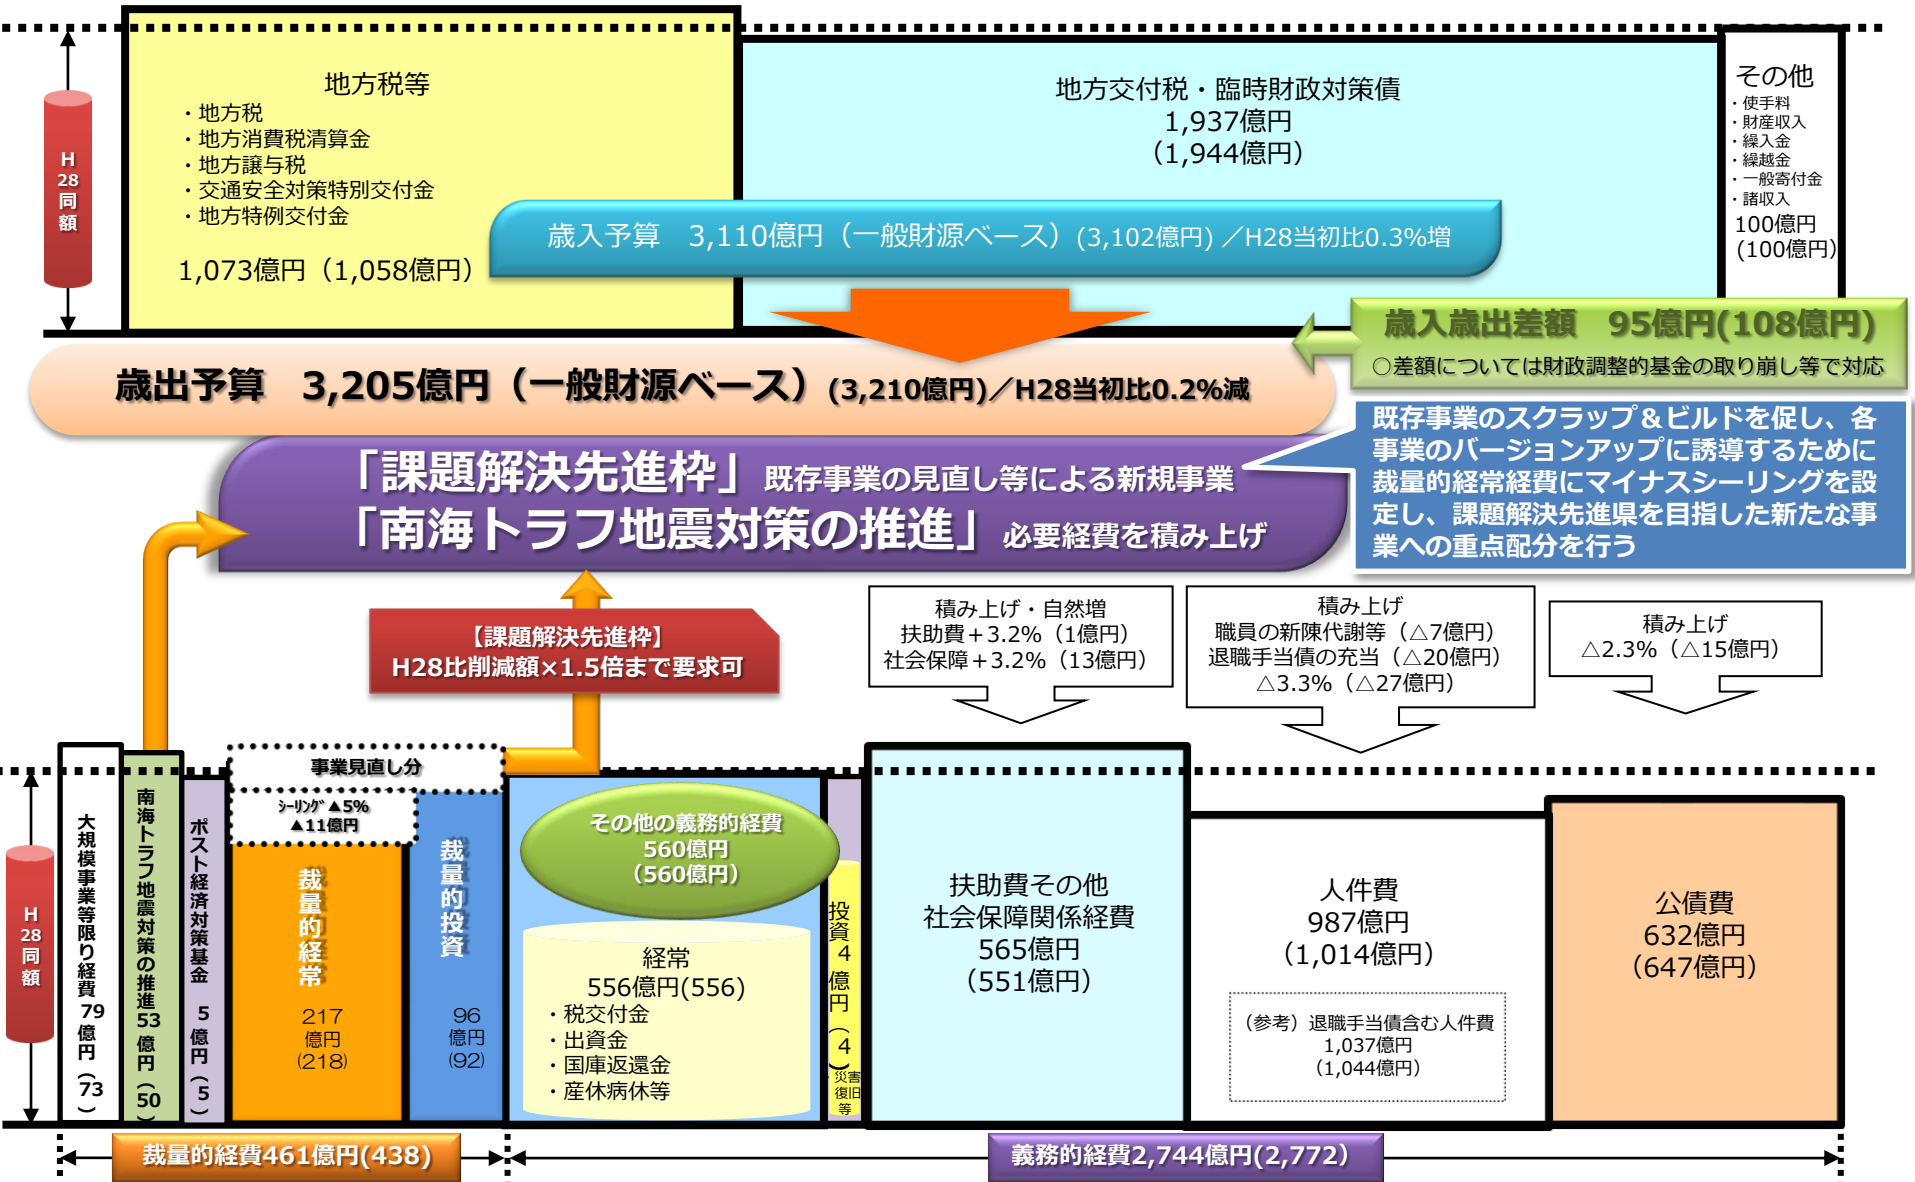 H
28
同
額
地方税等
・地方税
・地方消費税清算金
・地方譲与税
・交通安全対策特別交付金
・地方特例交付金
1,073億円（1,058億円）
地方交付税・臨時財政対策債
1,937億円
（1,944億円）
その他
・使手料
・財産収入
・繰入金
・繰越金
・一般寄付金
・諸収入
100億円
(100億円)
歳入予算　3,110億円（一般財源ベース）(3,102億円) ／H28当初比0.3%増
歳入歳出差額　95億円(108億円)
○差額については財政調整的基金の取り崩し等で対応
歳出予算　3,205億円（一般財源ベース）(3,210億円)／H28当初比0.2%減
「課題解決先進枠」既存事業の見直し等による新規事業
「南海トラフ地震対策の推進」必要経費を積み上げ
既存事業のスクラップ＆ビルドを促し、各
事業のバージョンアップに誘導するために
裁量的経常経費にマイナスシーリングを設
定し、課題解決先進県を目指した新たな事
業への重点配分を行う
【課題解決先進枠】
H28比削減額×1.5倍まで要求可
積み上げ・自然増
扶助費＋3.2%（1億円）
社会保障＋3.2%（13億円）
積み上げ
職員の新陳代謝等（△7億円）
退職手当債の充当（△20億円）
△3.3%（△27億円）
積み上げ
△2.3%（△15億円）
H
28
同
額
大規模事業等限り経費79億円（73）
南海トラフ地震対策の推進53億円（50）
ポスト経済対策基金　5億円（5）
事業見直し分
ｼｰﾘﾝｸﾞ▲5%
▲11億円
裁量的経常
217
億円
(218)
裁量的投資
96
億円
(92)
その他の義務的経費
560億円
（560億円）
経常
556億円(556)
・税交付金
・出資金
・国庫返還金
・産休病休等
投資4億円（4）
・災害
復旧
等
扶助費その他
社会保障関係経費
565億円
（551億円）
人件費
987億円
（1,014億円）
（参考）退職手当債含む人件費
1,037億円
（1,044億円）
公債費
632億円
（647億円）
裁量的経費461億円(438)
義務的経費2,744億円(2,772）